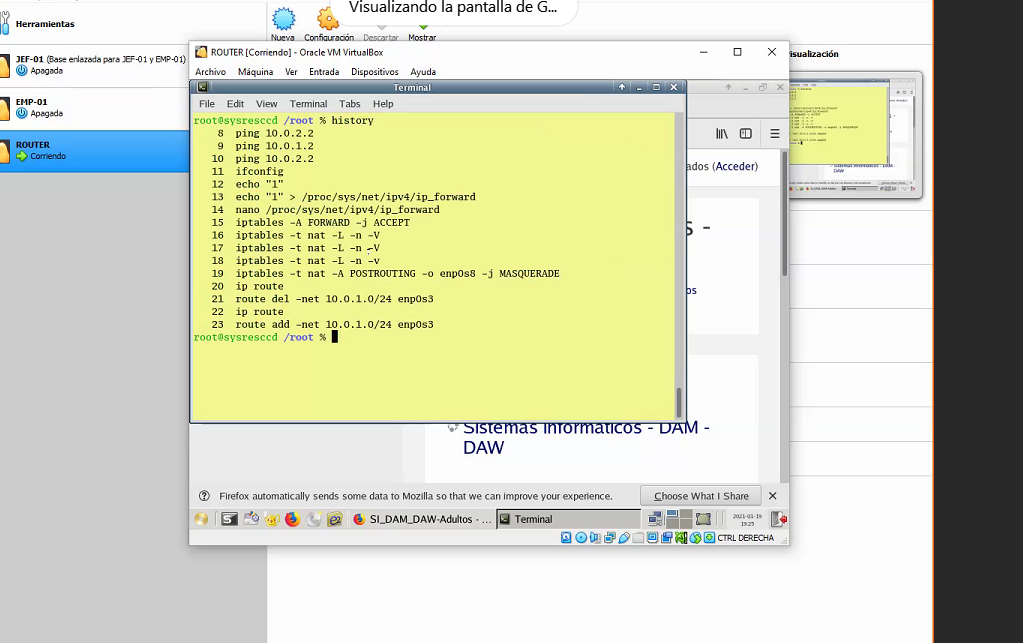 Visualizando la pantalla de G...
Herramientas
Nueva
Configuración
Descartar
Mostrar
JEF-01 (Base enlazada para JEF-01 y EMP-01)
Apagada
EMP-01
Apagada
ROUTER
Corriendo
ROUTER [Corriendo] - Oracle VM VirtualBox
Archivo Máquina Ver Entrada Dispositivos Ayuda
Terminal
File Edit View Terminal Tabs Help
root@sysresccd /root % history
8 ping 10.0.2.2
9 ping 10.0.1.2
10 ping 10.0.2.2
11 ifconfig
12 echo "1"
13 echo "1" > /proc/sys/net/ipv4/ip_forward
14 nano /proc/sys/net/ipv4/ip_forward
15 iptables -A FORWARD -j ACCEPT
16 iptables -t nat -L -n -V
17 iptables -t nat -L -n -V
18 iptables -t nat -L -n -v
19 iptables -t nat -A POSTROUTING -o enp0s8 -j MASQUERADE
20 ip route
21 route del -net 10.0.1.0/24 enp0s3
22 ip route
23 route add -net 10.0.1.0/24 enp0s3
root@sysresccd /root %
ados (Acceder)
s -
os
Sistemas Informáticos - DAM -
DAW
Firefox automatically sends some data to Mozilla so that we can improve your experience.
Choose What I Share
SI_DAM_DAW-Adultos - ...
Terminal
2021-01-19
19:25
CTRL DERECHA
isualización